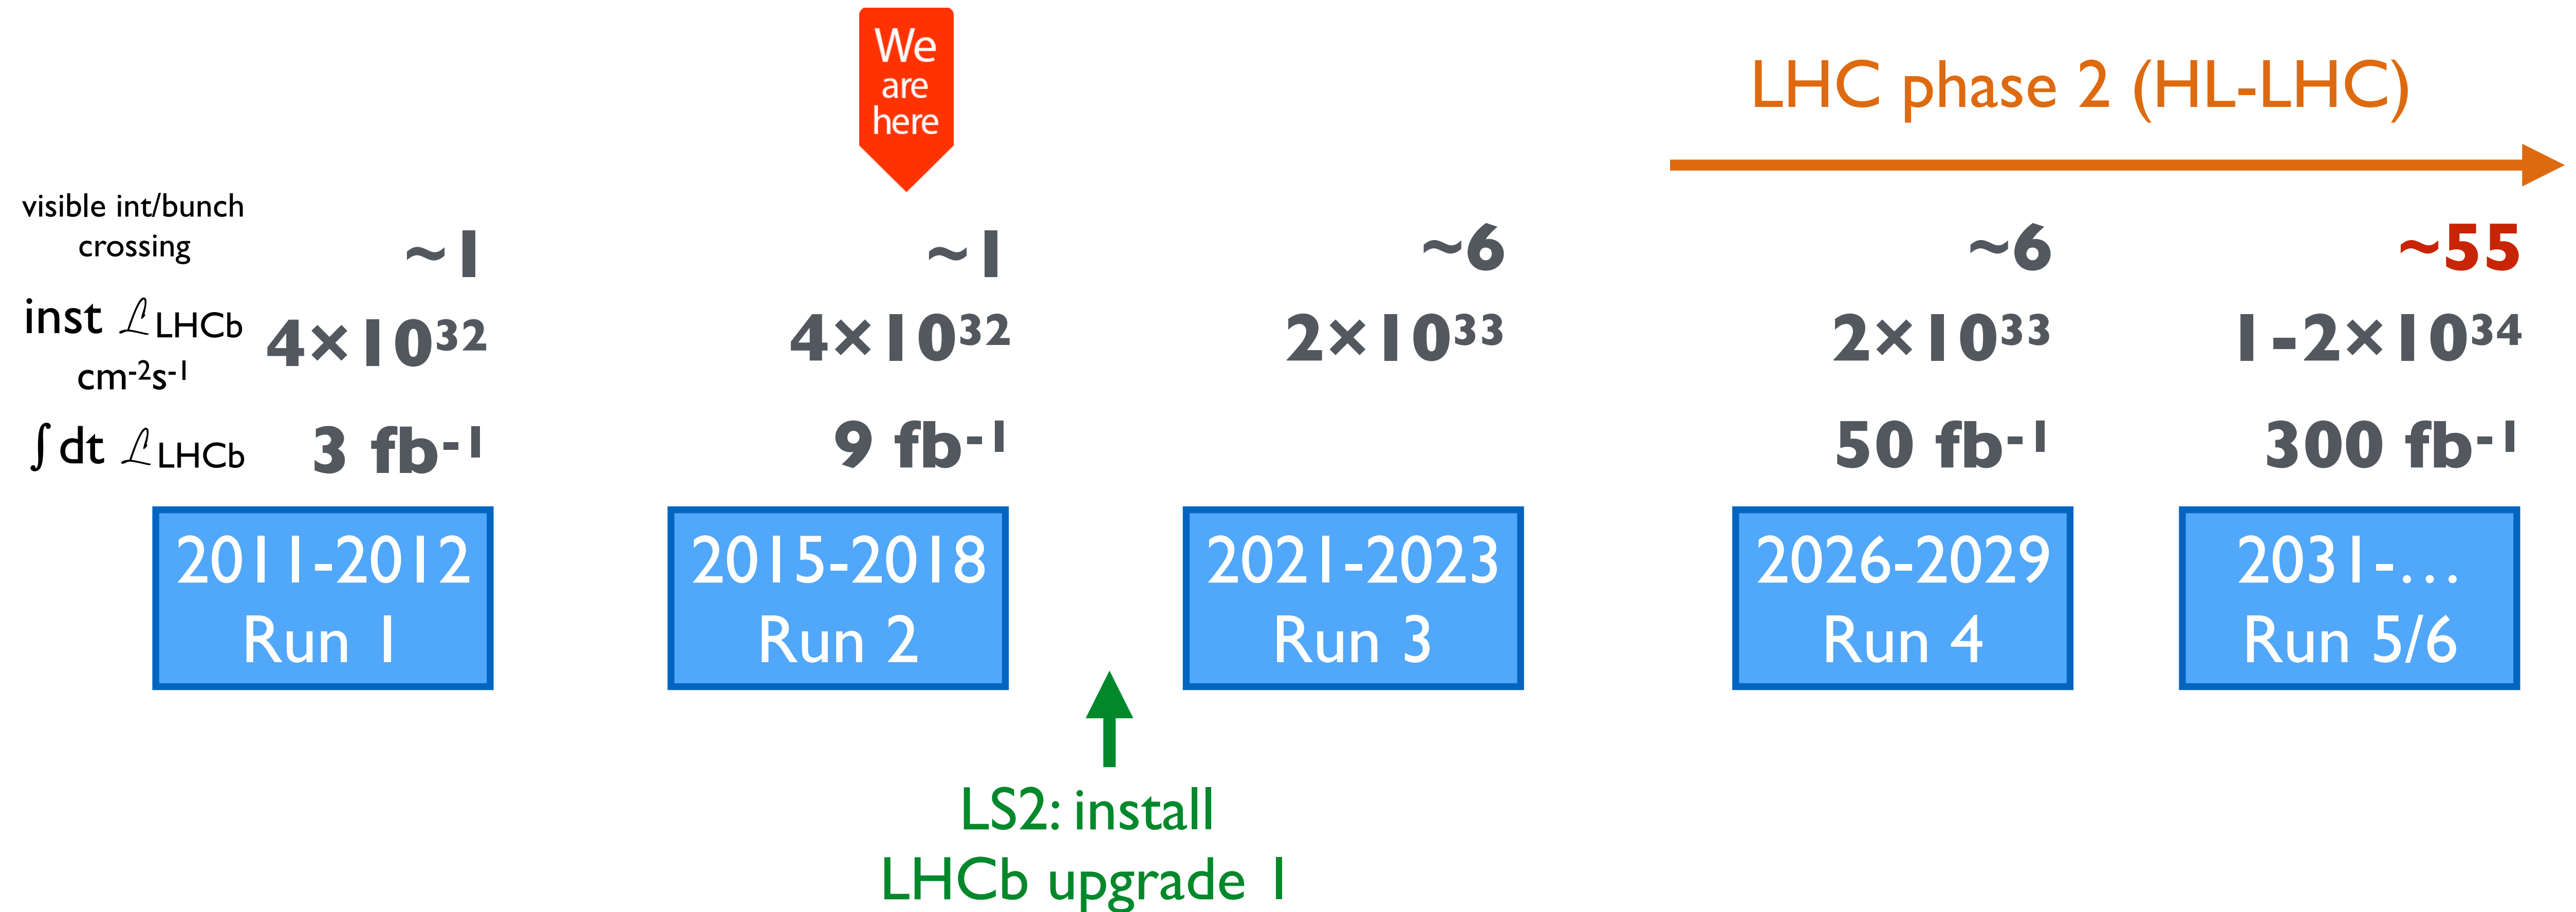 We
are
here
LHC phase 2 (HL-LHC)
visible int/bunch
crossing
~1 ~1 ~6 ~6 ~55
inst ℒ LHCb
cm⁻²s⁻¹
4×10³² 4×10³² 2×10³³ 2×10³³ 1-2×10³⁴
∫dt ℒ LHCb 3 fb⁻¹ 9 fb⁻¹ 50 fb⁻¹ 300 fb⁻¹
2011-2012 2015-2018 2021-2023 2026-2029 2031-…
Run 1 Run 2 Run 3 Run 4 Run 5/6
LS2: install
LHCb upgrade 1